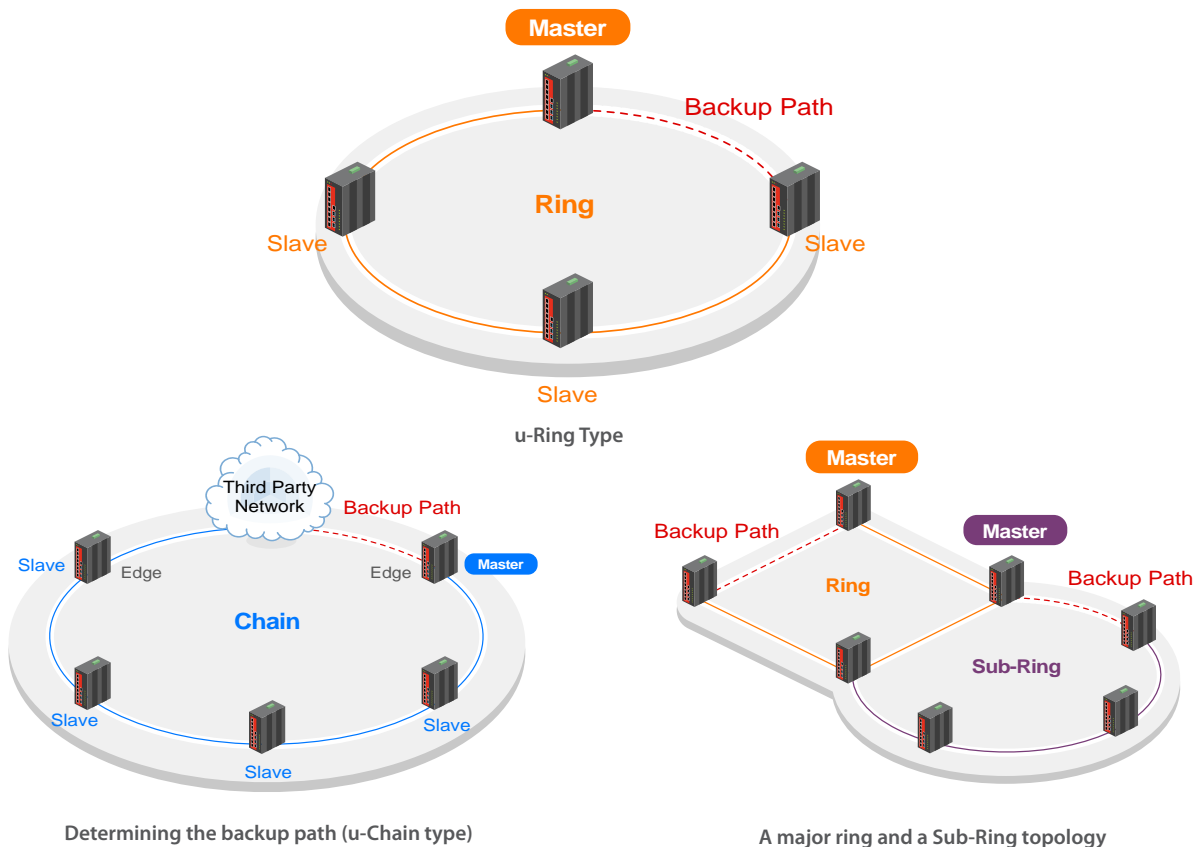 Master
Backup Path
Ring
Slave
Slave
Slave
u-Ring Type
Third Party
Network
Backup Path
Slave
Edge
Edge
Master
Chain
Slave
Slave
Slave
Determining the backup path (u-Chain type)
Master
Backup Path
Master
Backup Path
Ring
Sub-Ring
A major ring and a Sub-Ring topology